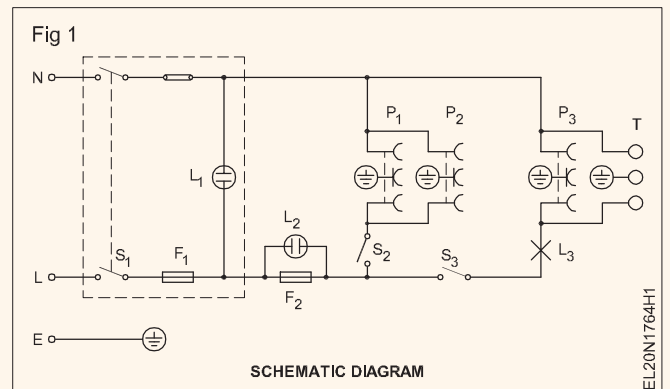 Fig 1
N
P1 P2 P3
T
L1
L2
S1 F1
S2 S3 L3
L
F2
E
SCHEMATIC DIAGRAM
EL20N1764H1